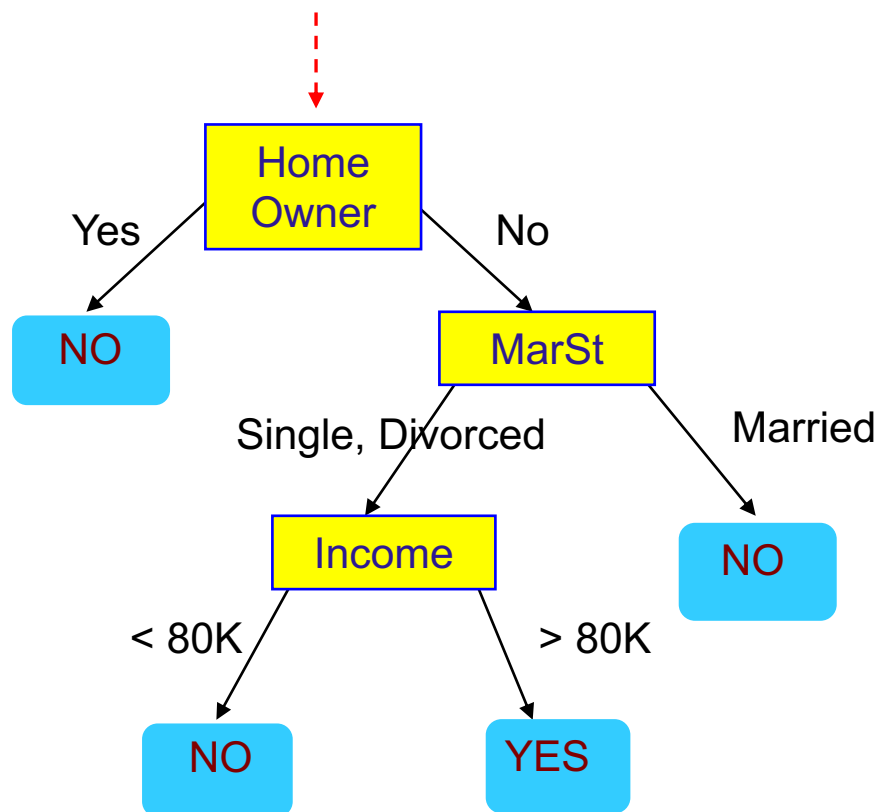 Home
Owner
Yes
No
NO
MarSt
Single, Divorced
Married
Income
NO
< 80K
> 80K
NO
YES